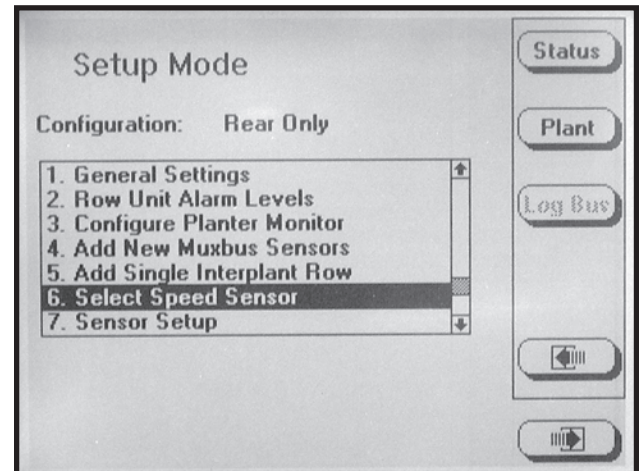 Setup Mode
Configuration: Rear Only
1. General Settings
2. Row Unit Alarm Levels
3. Configure Planter Monitor
4. Add New Muxbus Sensors
5. Add Single Interplant Row
6. Select Speed Sensor
7. Sensor Setup
Status
Plant
Log Bus